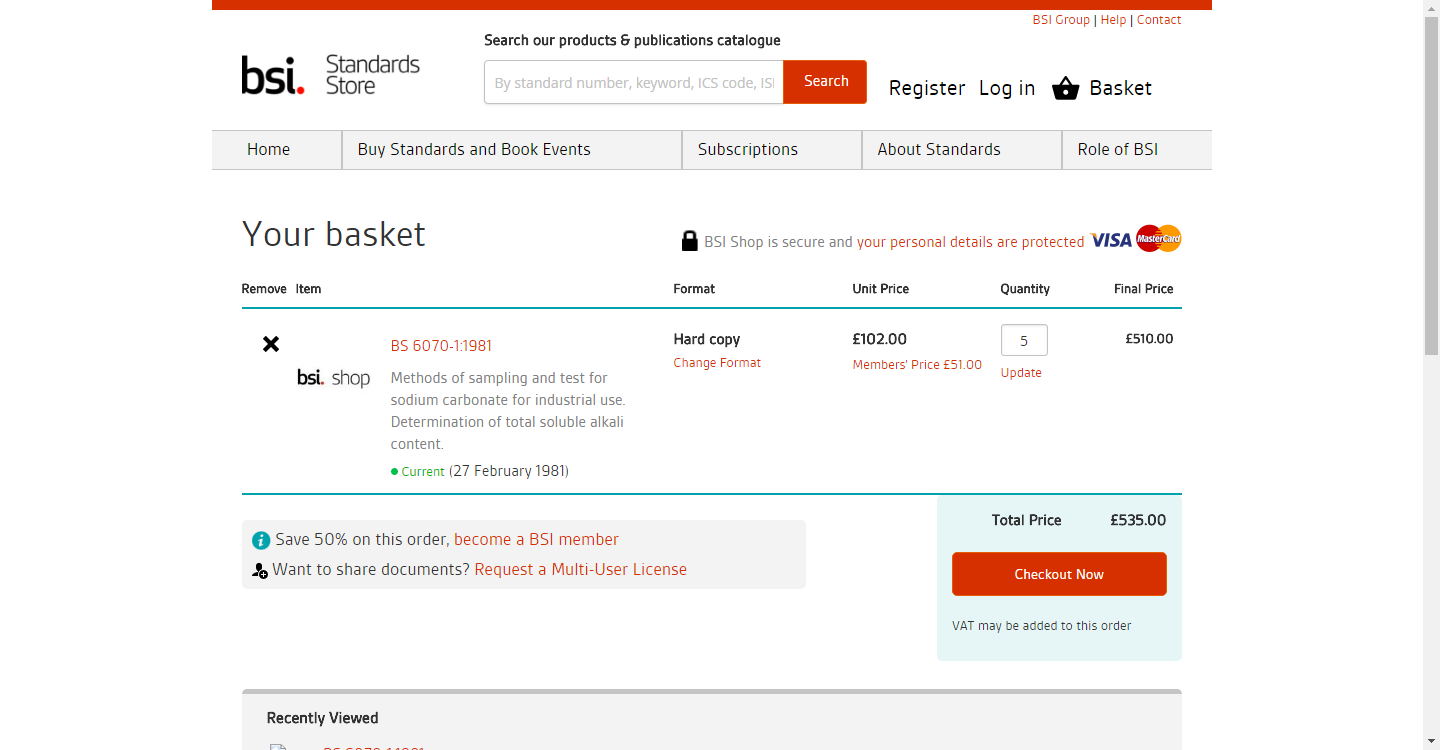 BSI Group | Help | Contact
Search our products & publications catalogue
bsi. Standards Store
By standard number, keyword, ICS code, ISI
Search
Register Log in Basket
Home Buy Standards and Book Events Subscriptions About Standards Role of BSI
Your basket
BSI Shop is secure and your personal details are protected VISA MasterCard
Remove Item Format Unit Price Quantity Final Price
BS 6070-1:1981 Hard copy £102.00 5 £510.00
Change Format Members' Price £51.00 Update
bsi. shop
Methods of sampling and test for
sodium carbonate for industrial use.
Determination of total soluble alkali
content.
Current (27 February 1981)
Total Price £535.00
Save 50% on this order, become a BSI member
Want to share documents? Request a Multi-User License
Checkout Now
VAT may be added to this order
Recently Viewed
BS 6070-1:1981